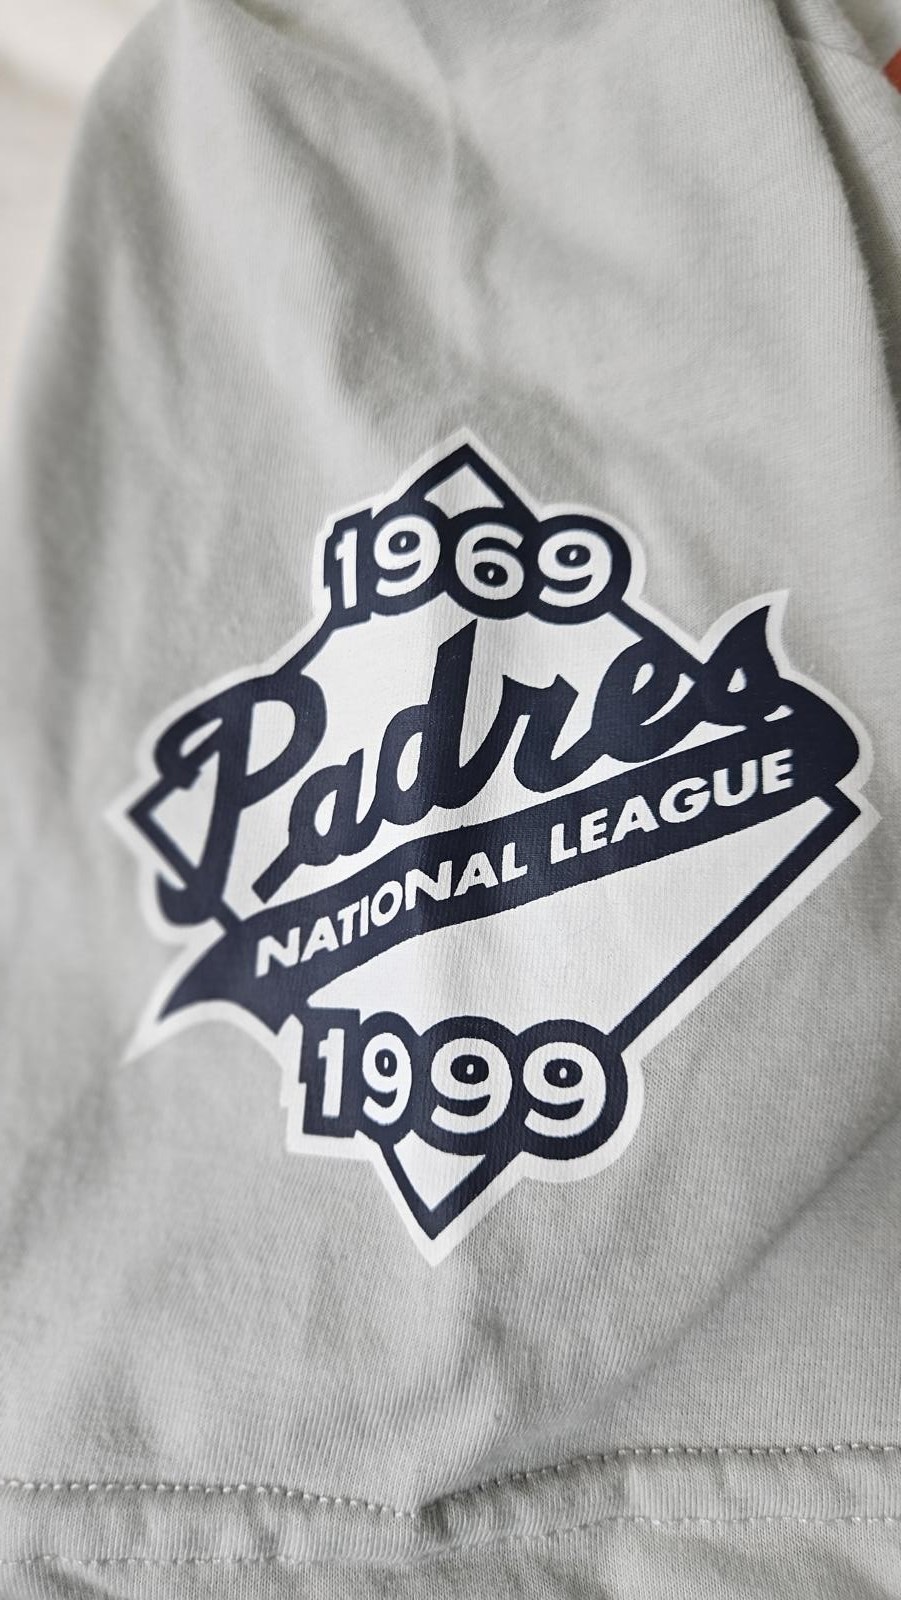 1969
Padres
NATIONAL LEAGUE
1999